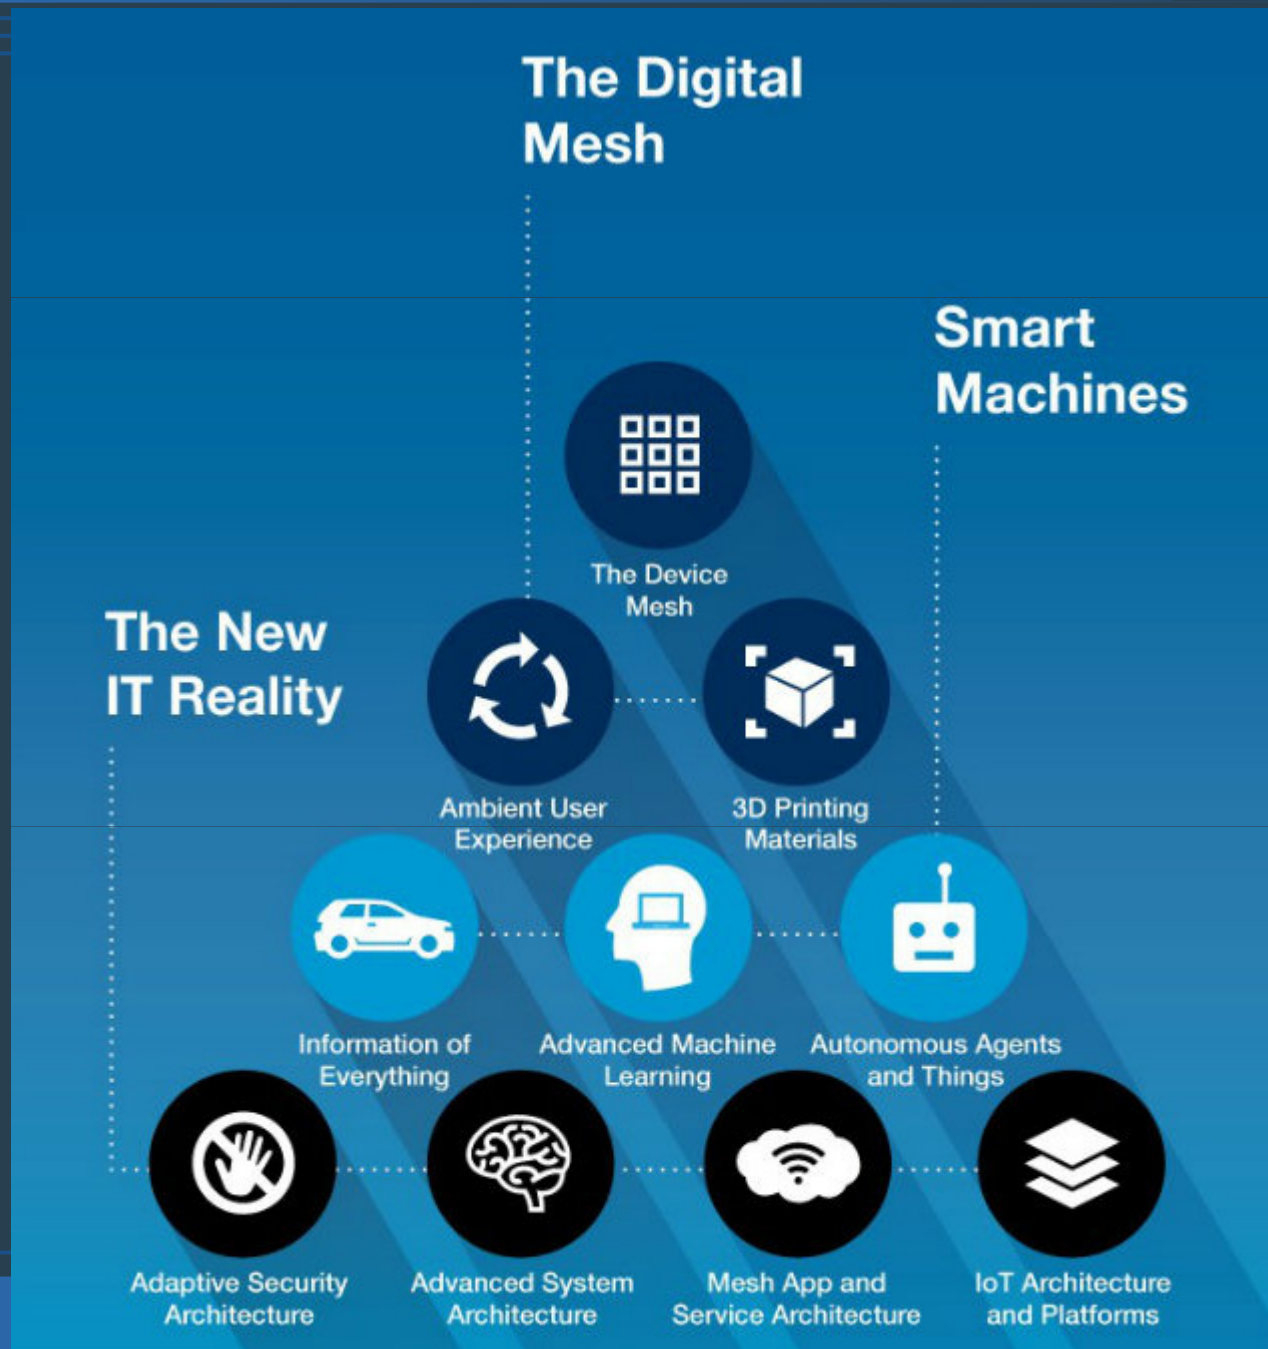 The Digital
Mesh
Smart
Machines
The Device
Mesh
The New
IT Reality
Ambient User
Experience
3D Printing
Materials
Information of
Everything
Advanced Machine
Learning
Autonomous Agents
and Things
Adaptive Security
Architecture
Advanced System
Architecture
Mesh App and
Service Architecture
IoT Architecture
and Platforms